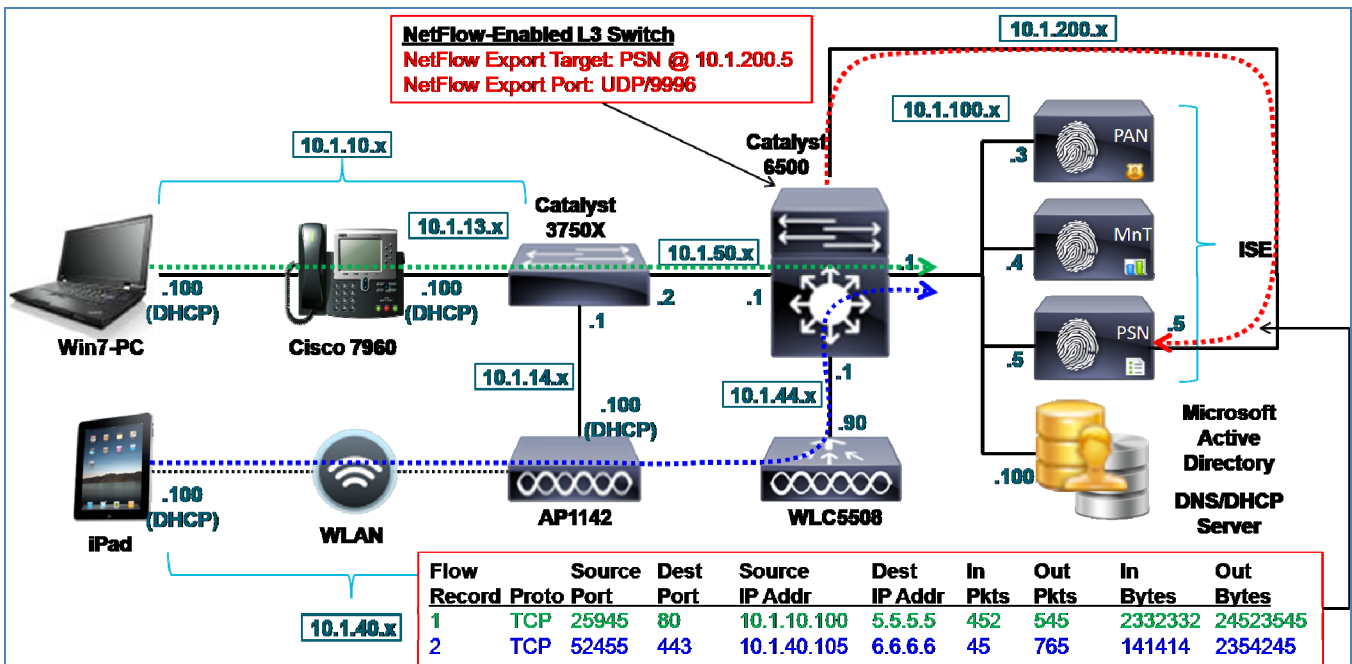 NetFlow-Enabled L3 Switch
NetFlow Export Target: PSN @ 10.1.200.5
NetFlow Export Port: UDP/9996
10.1.200.x
10.1.100.x
Catalyst
6500
PAN
.3
10.1.10.x
Catalyst
3750X
10.1.13.x
10.1.50.x
MnT
.4
ISE
.1
.100
(DHCP)
.100
(DHCP)
.2
.1
Win7-PC
Cisco 7960
.1
PSN
.5
.5
10.1.14.x
.1
10.1.44.x
.100
(DHCP)
.90
Microsoft
Active
Directory
.100
DNS/DHCP
Server
.100
(DHCP)
iPad
WLAN
AP1142
WLC5508
10.1.40.x
Flow Record Proto Source Port Dest Port Source IP Addr Dest IP Addr In Pkts Out Pkts In Bytes Out Bytes
1 TCP 25945 80 10.1.10.100 5.5.5.5 452 545 2332332 24523545
2 TCP 52455 443 10.1.40.105 6.6.6.6 45 765 141414 2354245